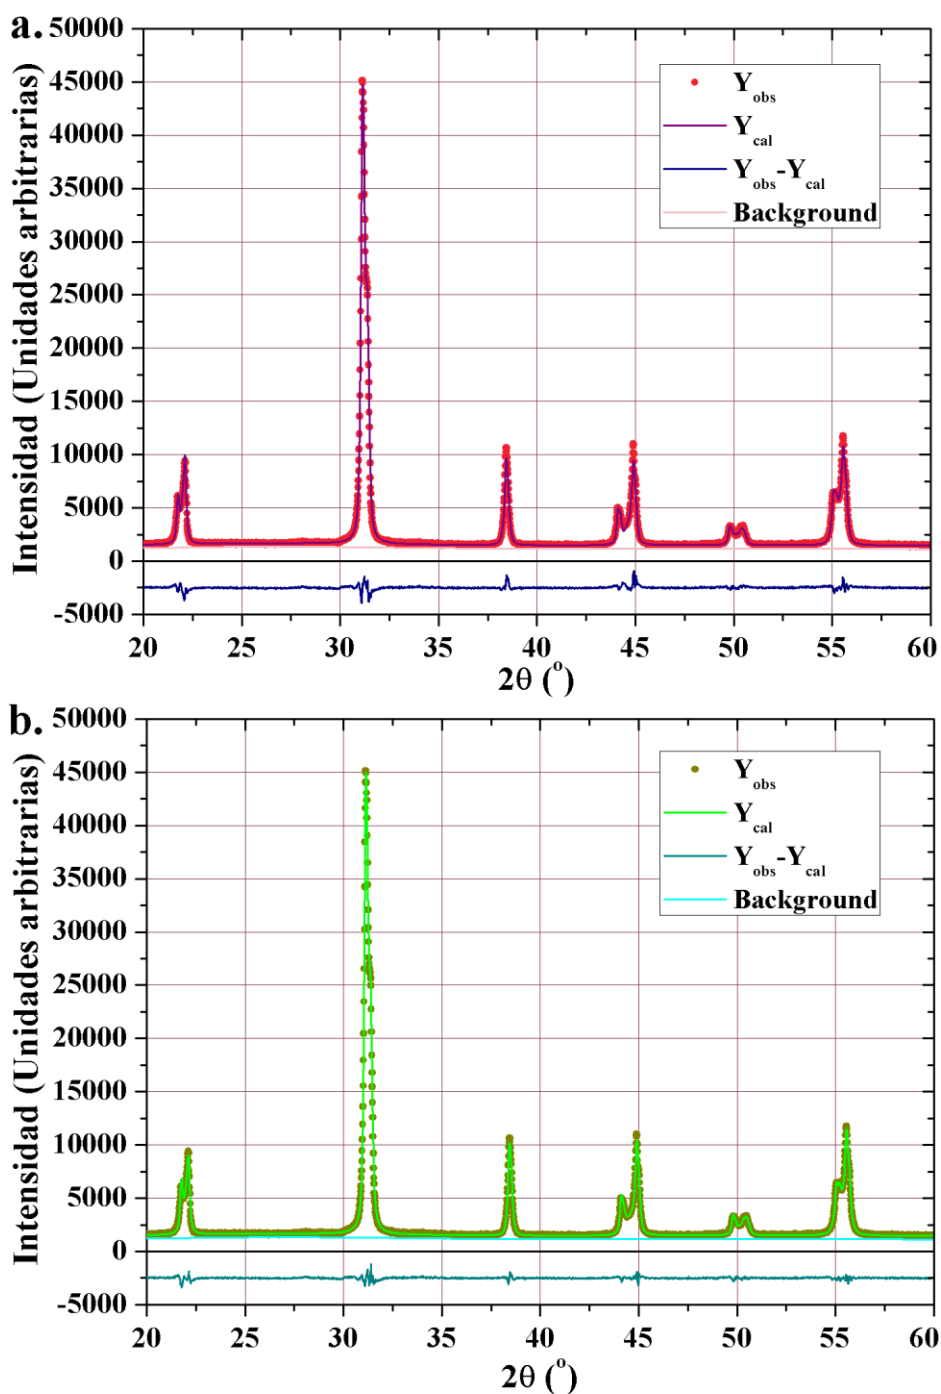 a.
50000
45000
40000
35000
30000
25000
20000
15000
10000
5000
0
-5000
Intensidad (Unidades arbitrarias)
Yobs
Ycal
Yobs-Ycal
Background
20 25 30 35 40 45 50 55 60
2θ (°)
b.
50000
45000
40000
35000
30000
25000
20000
15000
10000
5000
0
-5000
Intensidad (Unidades arbitrarias)
Yobs
Ycal
Yobs-Ycal
Background
20 25 30 35 40 45 50 55 60
2θ (°)